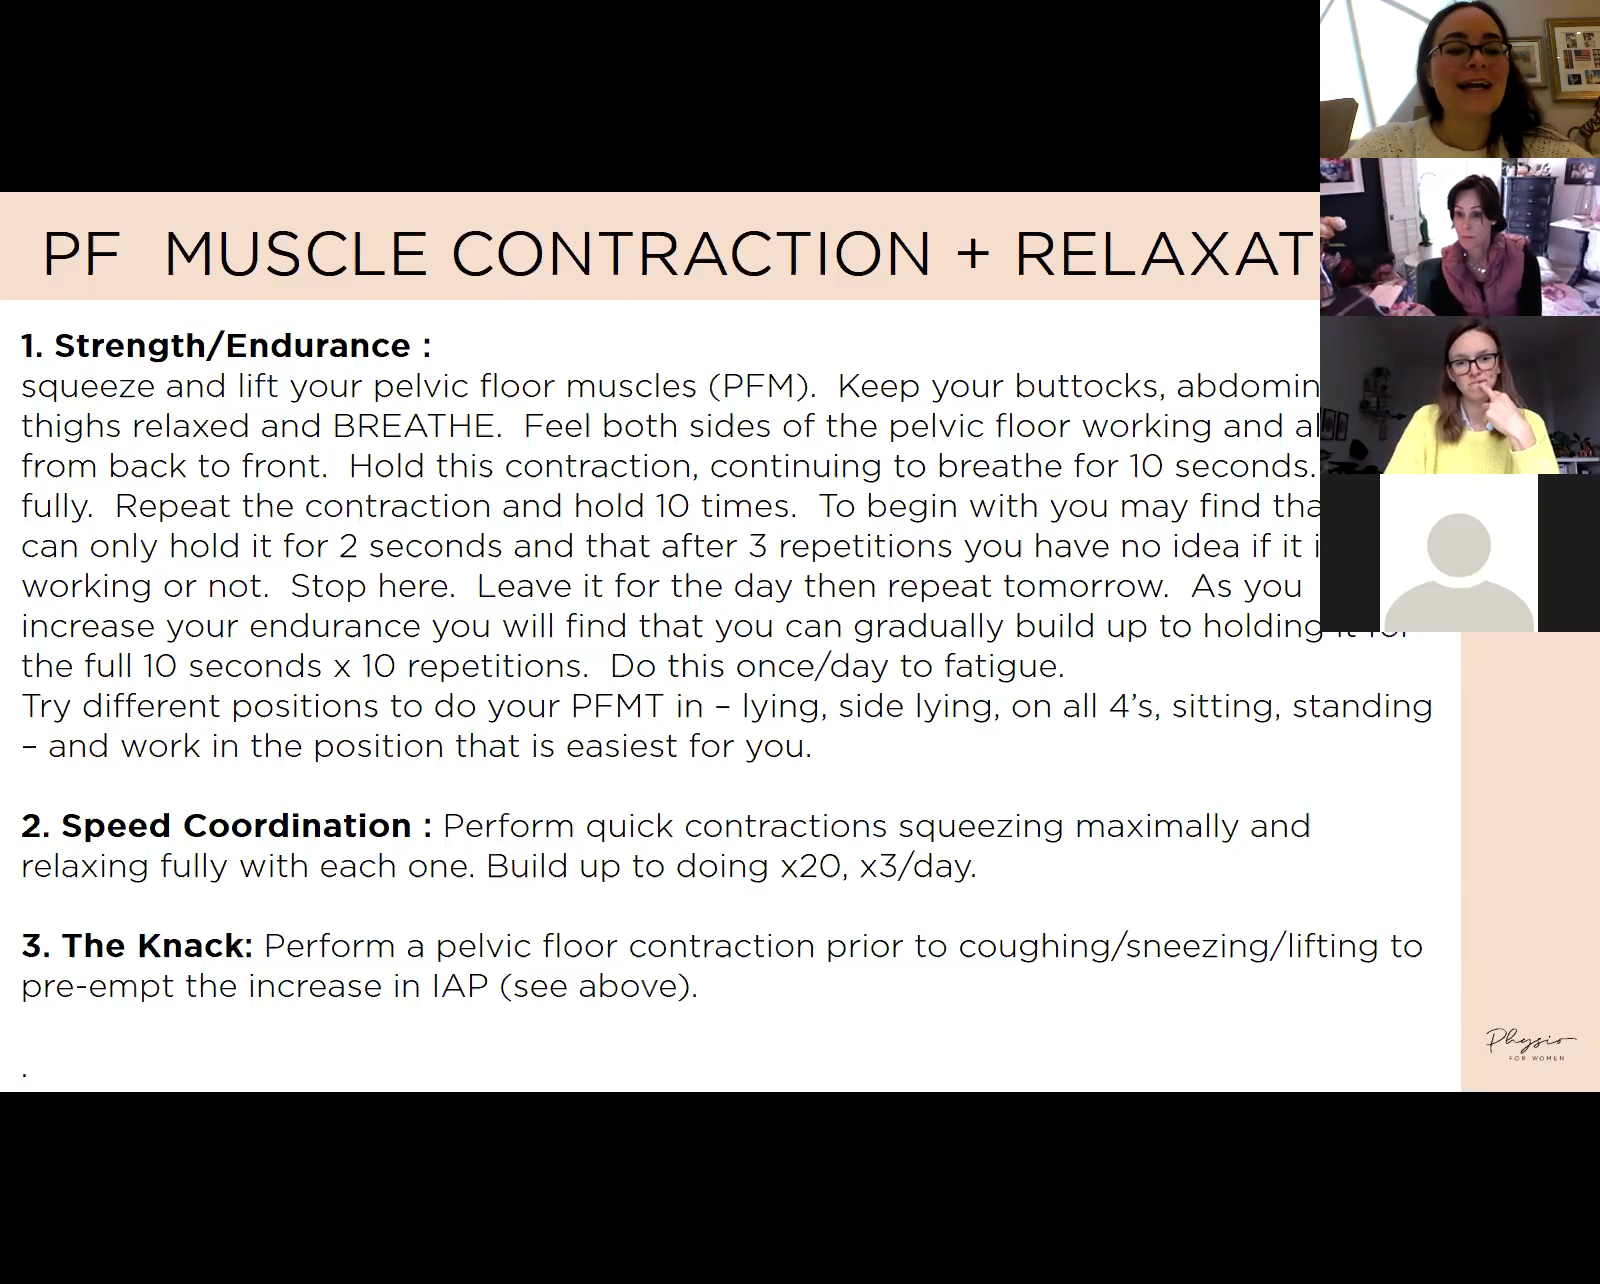 PF MUSCLE CONTRACTION + RELAXAT
1. Strength/Endurance :
squeeze and lift your pelvic floor muscles (PFM). Keep your buttocks, abdomin
thighs relaxed and BREATHE. Feel both sides of the pelvic floor working and al
from back to front. Hold this contraction, continuing to breathe for 10 seconds.
fully. Repeat the contraction and hold 10 times. To begin with you may find tha
can only hold it for 2 seconds and that after 3 repetitions you have no idea if it i
working or not. Stop here. Leave it for the day then repeat tomorrow. As you
increase your endurance you will find that you can gradually build up to holding it for
the full 10 seconds x 10 repetitions. Do this once/day to fatigue.
Try different positions to do your PFMT in – lying, side lying, on all 4’s, sitting, standing
– and work in the position that is easiest for you.
2. Speed Coordination : Perform quick contractions squeezing maximally and
relaxing fully with each one. Build up to doing x20, x3/day.
3. The Knack: Perform a pelvic floor contraction prior to coughing/sneezing/lifting to
pre-empt the increase in IAP (see above).
.
Physio
FOR WOMEN